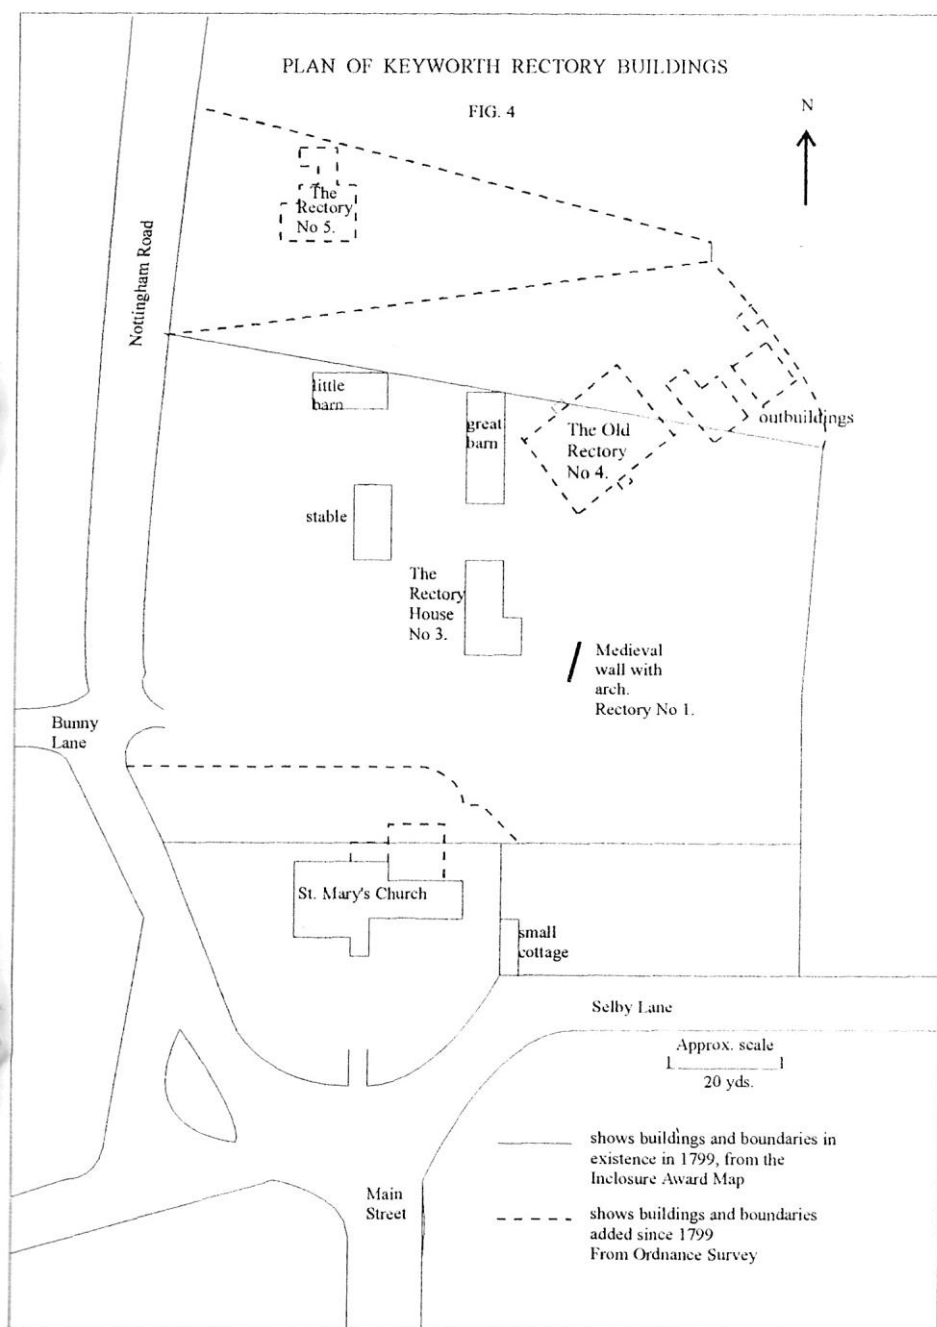 PLAN OF KEYWORTH RECTORY BUILDINGS
FIG. 4
N
The
Rectory
No 5.
Nottingham Road
little
barn
great
barn
The Old
Rectory
No 4.
outbuildings
stable
The
Rectory
House
No 3.
Medieval
wall with
arch.
Rectory No 1.
Bunny
Lane
St. Mary's Church
small
cottage
Selby Lane
Approx. scale
20 yds.
shows buildings and boundaries in
existence in 1799, from the
Inclosure Award Map
Main
Street
shows buildings and boundaries
added since 1799
From Ordnance Survey